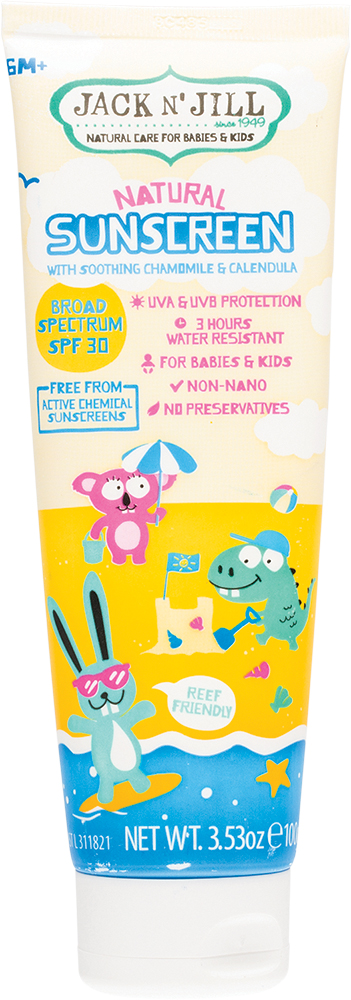 6M+
JACK N' JILL
since 1949
NATURAL CARE FOR BABIES & KIDS
NATURAL
SUNSCREEN
WITH SOOTHING CHAMOMILE & CALENDULA
BROAD
SPECTRUM
SPF 30
UVA & UVB PROTECTION
3 HOURS
WATER RESISTANT
FOR BABIES & KIDS
NON-NANO
NO PRESERVATIVES
FREE FROM
ACTIVE CHEMICAL
SUNSCREENS
REEF
FRIENDLY
L311821
NET WT. 3.53oz e 100